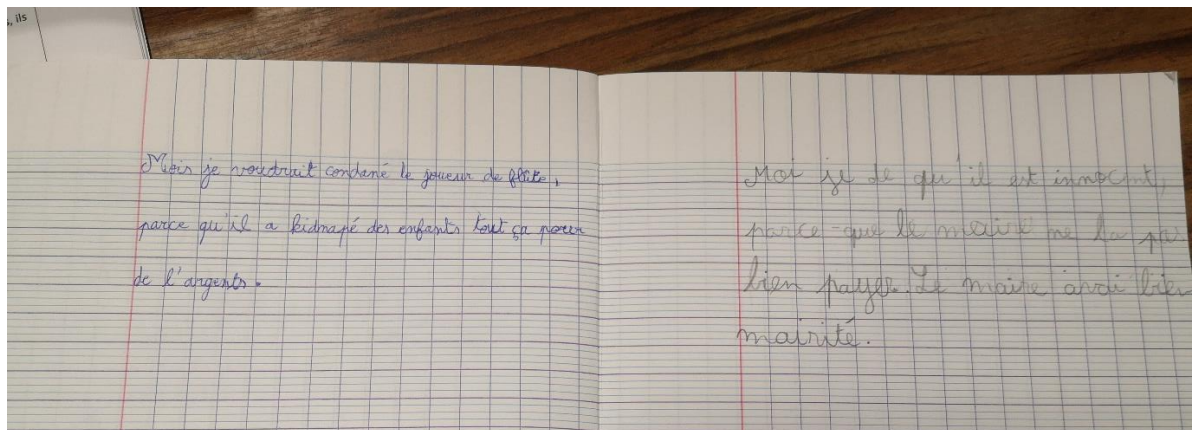 s, ils
Mois je voudrait condané le joueur de flûte,
parce qu'il a kidnapé des enfants tout ça pour
de l'argents.
Moi je de qu'il est innocent,
parce-que le maire ne la pas
bien payer. Le maire avai bien
mairité.